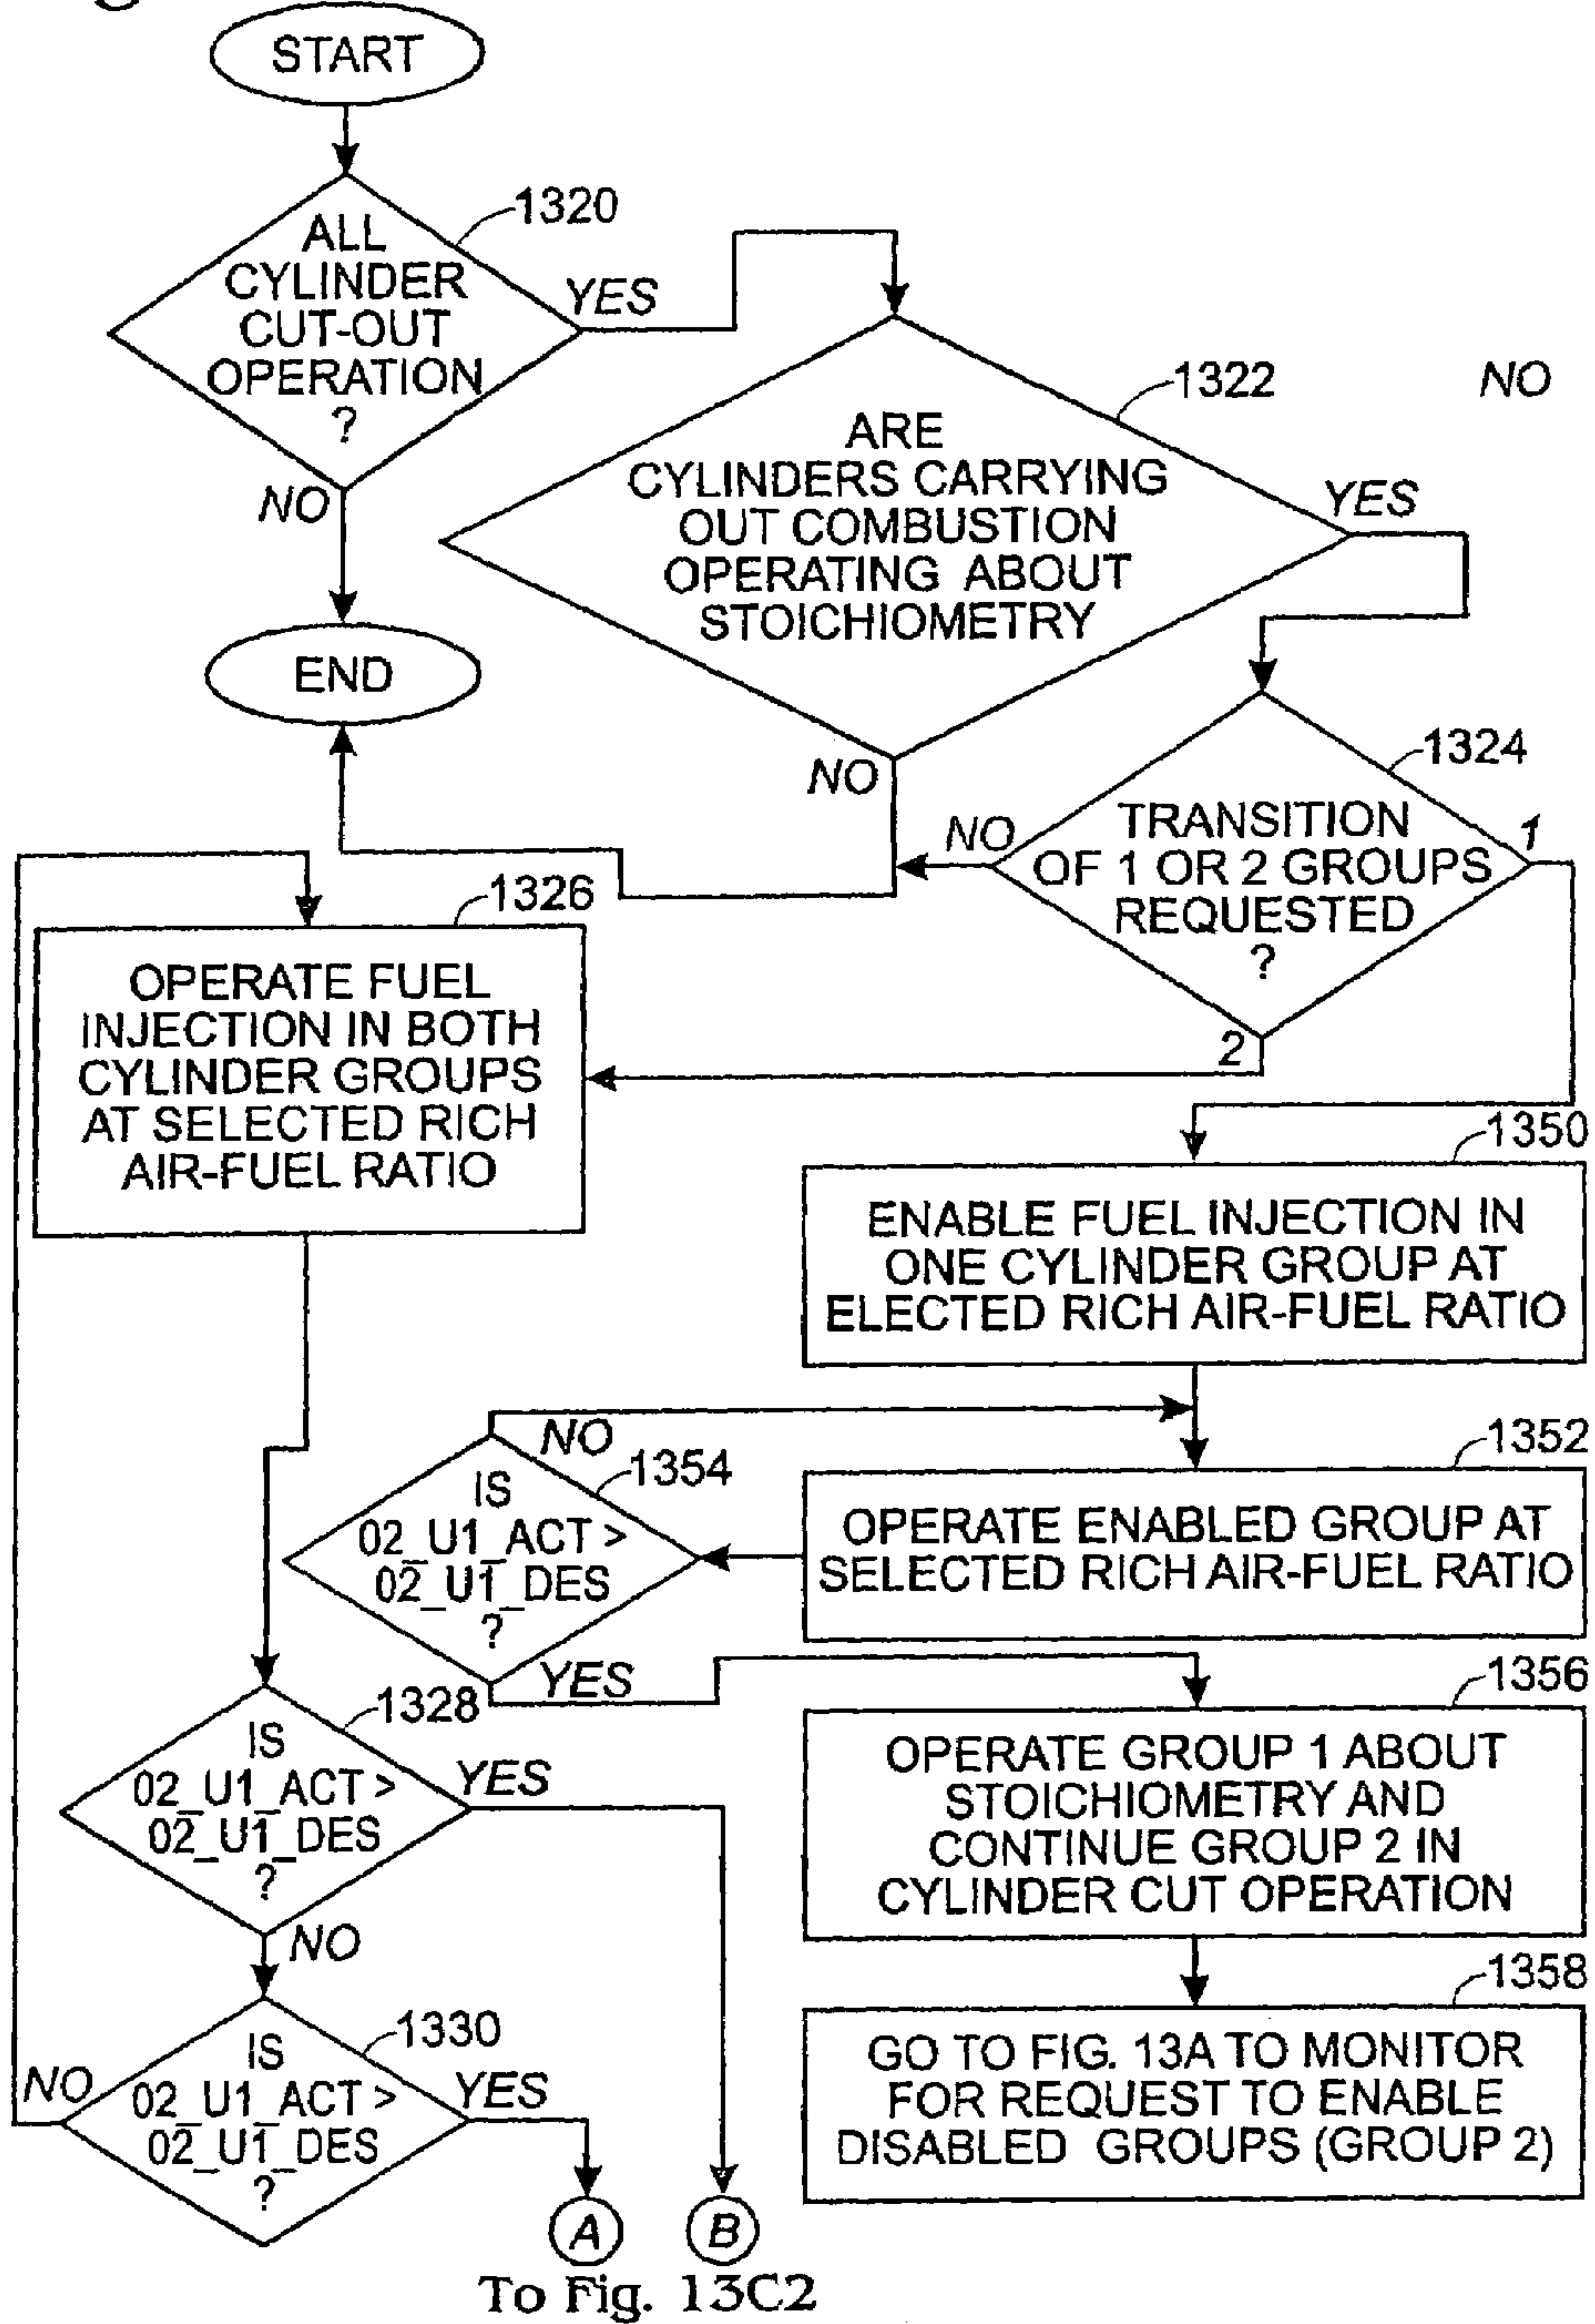 START
1320
ALL
CYLINDER
CUT-OUT
OPERATION
?
YES
NO
1322
NO
ARE
CYLINDERS CARRYING
OUT COMBUSTION
OPERATING ABOUT
STOICHIOMETRY
YES
END
NO
1324
NO
TRANSITION
OF 1 OR 2 GROUPS
REQUESTED
?
1
2
1326
OPERATE FUEL
INJECTION IN BOTH
CYLINDER GROUPS
AT SELECTED RICH
AIR-FUEL RATIO
1350
ENABLE FUEL INJECTION IN
ONE CYLINDER GROUP AT
ELECTED RICH AIR-FUEL RATIO
NO
1354
IS
02_U1_ACT >
02_U1_DES
?
YES
1352
OPERATE ENABLED GROUP AT
SELECTED RICH AIR-FUEL RATIO
1328
IS
02_U1_ACT >
02_U1_DES
?
YES
NO
1356
OPERATE GROUP 1 ABOUT
STOICHIOMETRY AND
CONTINUE GROUP 2 IN
CYLINDER CUT OPERATION
1330
IS
02_U1_ACT >
02_U1_DES
?
NO
YES
1358
GO TO FIG. 13A TO MONITOR
FOR REQUEST TO ENABLE
DISABLED GROUPS (GROUP 2)
A
B
To Fig. 13C2